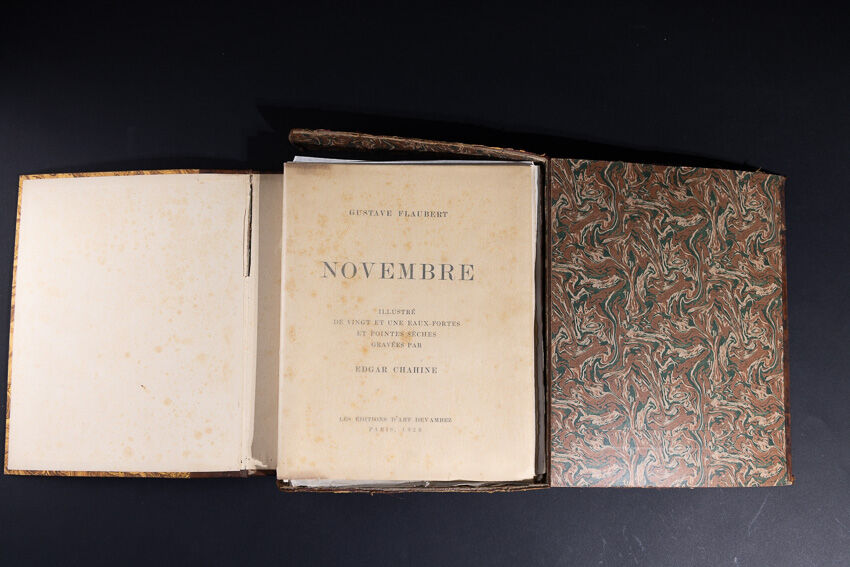 GUSTAVE FLAUBERT
NOVEMBRE
ILLUSTRÉ
DE VINGT ET UNE EAUX-FORTES
ET POINTES SÈCHES
GRAVÉES PAR
EDGAR CHAHINE
LES ÉDITIONS D'ART DEVAMBEZ
PARIS, 1928